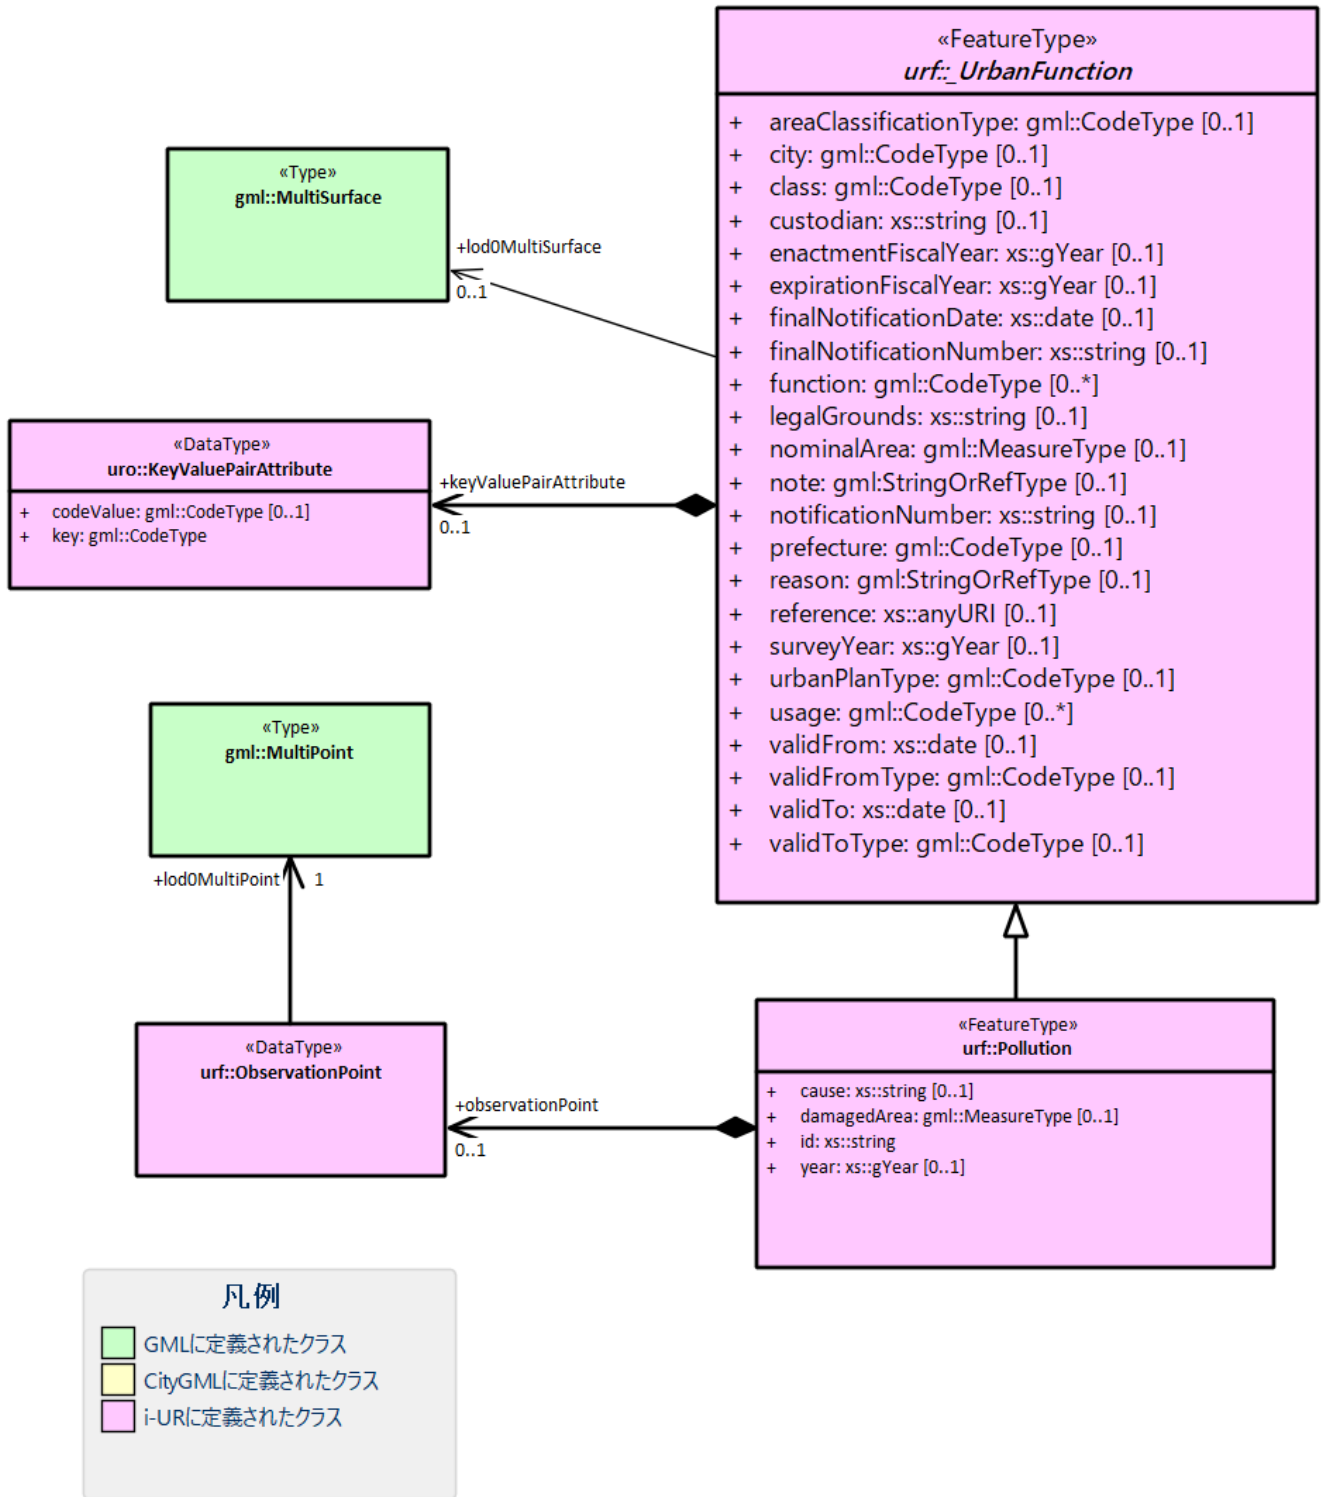 «FeatureType»
urf::_UrbanFunction
+ areaClassificationType: gml::CodeType [0..1]
+ city: gml::CodeType [0..1]
+ class: gml::CodeType [0..1]
+ custodian: xs::string [0..1]
+ enactmentFiscalYear: xs::gYear [0..1]
+ expirationFiscalYear: xs::gYear [0..1]
+ finalNotificationDate: xs::date [0..1]
+ finalNotificationNumber: xs::string [0..1]
+ function: gml::CodeType [0..*]
+ legalGrounds: xs::string [0..1]
+ nominalArea: gml::MeasureType [0..1]
+ note: gml:StringOrRefType [0..1]
+ notificationNumber: xs::string [0..1]
+ prefecture: gml::CodeType [0..1]
+ reason: gml:StringOrRefType [0..1]
+ reference: xs::anyURI [0..1]
+ surveyYear: xs::gYear [0..1]
+ urbanPlanType: gml::CodeType [0..1]
+ usage: gml::CodeType [0..*]
+ validFrom: xs::date [0..1]
+ validFromType: gml::CodeType [0..1]
+ validTo: xs::date [0..1]
+ validToType: gml::CodeType [0..1]
«Type»
gml::MultiSurface
+lod0MultiSurface
0..1
«DataType»
uro::KeyValuePairAttribute
+ codeValue: gml::CodeType [0..1]
+ key: gml::CodeType
+keyValuePairAttribute
0..1
«Type»
gml::MultiPoint
+lod0MultiPoint 1
«DataType»
urf::ObservationPoint
+observationPoint
0..1
«FeatureType»
urf::Pollution
+ cause: xs::string [0..1]
+ damagedArea: gml::MeasureType [0..1]
+ id: xs::string
+ year: xs::gYear [0..1]
凡例
GMLに定義されたクラス
CityGMLに定義されたクラス
i-URに定義されたクラス